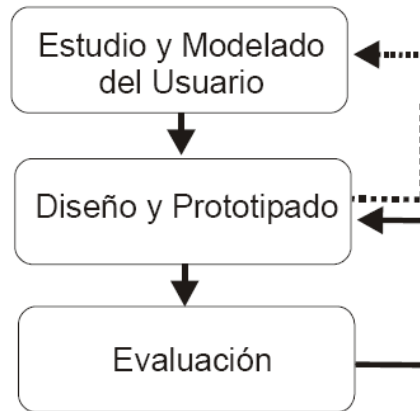 Estudio y Modelado
del Usuario
Diseño y Prototipado
Evaluación